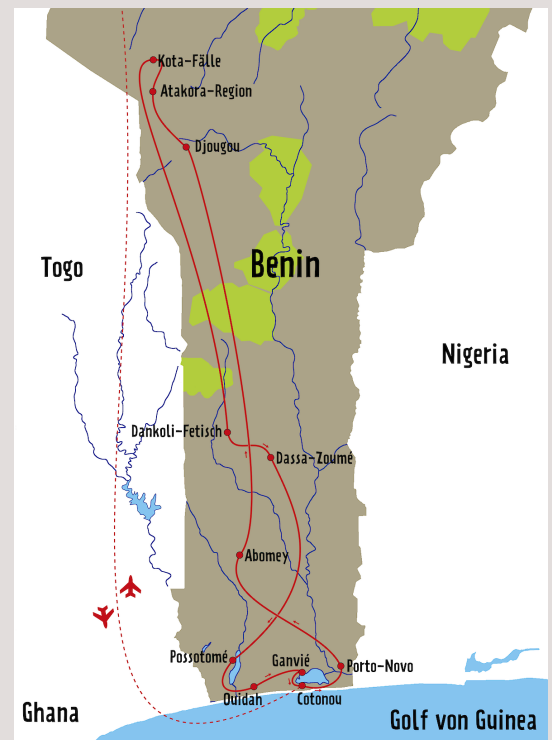 Kota-Fälle
Atakora-Region
Djougou
Togo
Benin
Nigeria
Dankoli-Fetisch
Dassa-Zoumé
Abomey
Possotomé
Ganvié
Porto-Novo
Ouidah
Cotonou
Ghana
Golf von Guinea